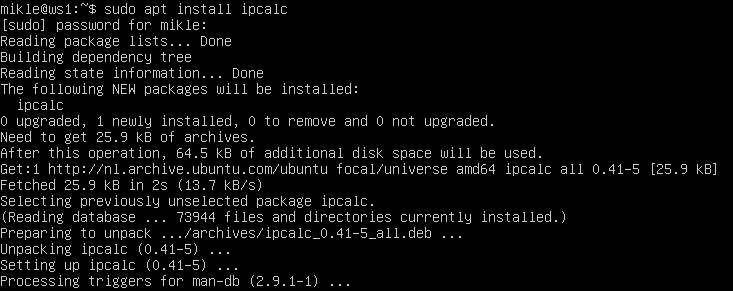 mikle@ws1:~$ sudo apt install ipcalc
[sudo] password for mikle:
Reading package lists... Done
Building dependency tree
Reading state information... Done
The following NEW packages will be installed:
  ipcalc
0 upgraded, 1 newly installed, 0 to remove and 0 not upgraded.
Need to get 25.9 kB of archives.
After this operation, 64.5 kB of additional disk space will be used.
Get:1 http://nl.archive.ubuntu.com/ubuntu focal/universe amd64 ipcalc all 0.41-5 [25.9 kB]
Fetched 25.9 kB in 2s (13.7 kB/s)
Selecting previously unselected package ipcalc.
(Reading database ... 73944 files and directories currently installed.)
Preparing to unpack .../archives/ipcalc_0.41-5_all.deb ...
Unpacking ipcalc (0.41-5) ...
Setting up ipcalc (0.41-5) ...
Processing triggers for man-db (2.9.1-1) ...